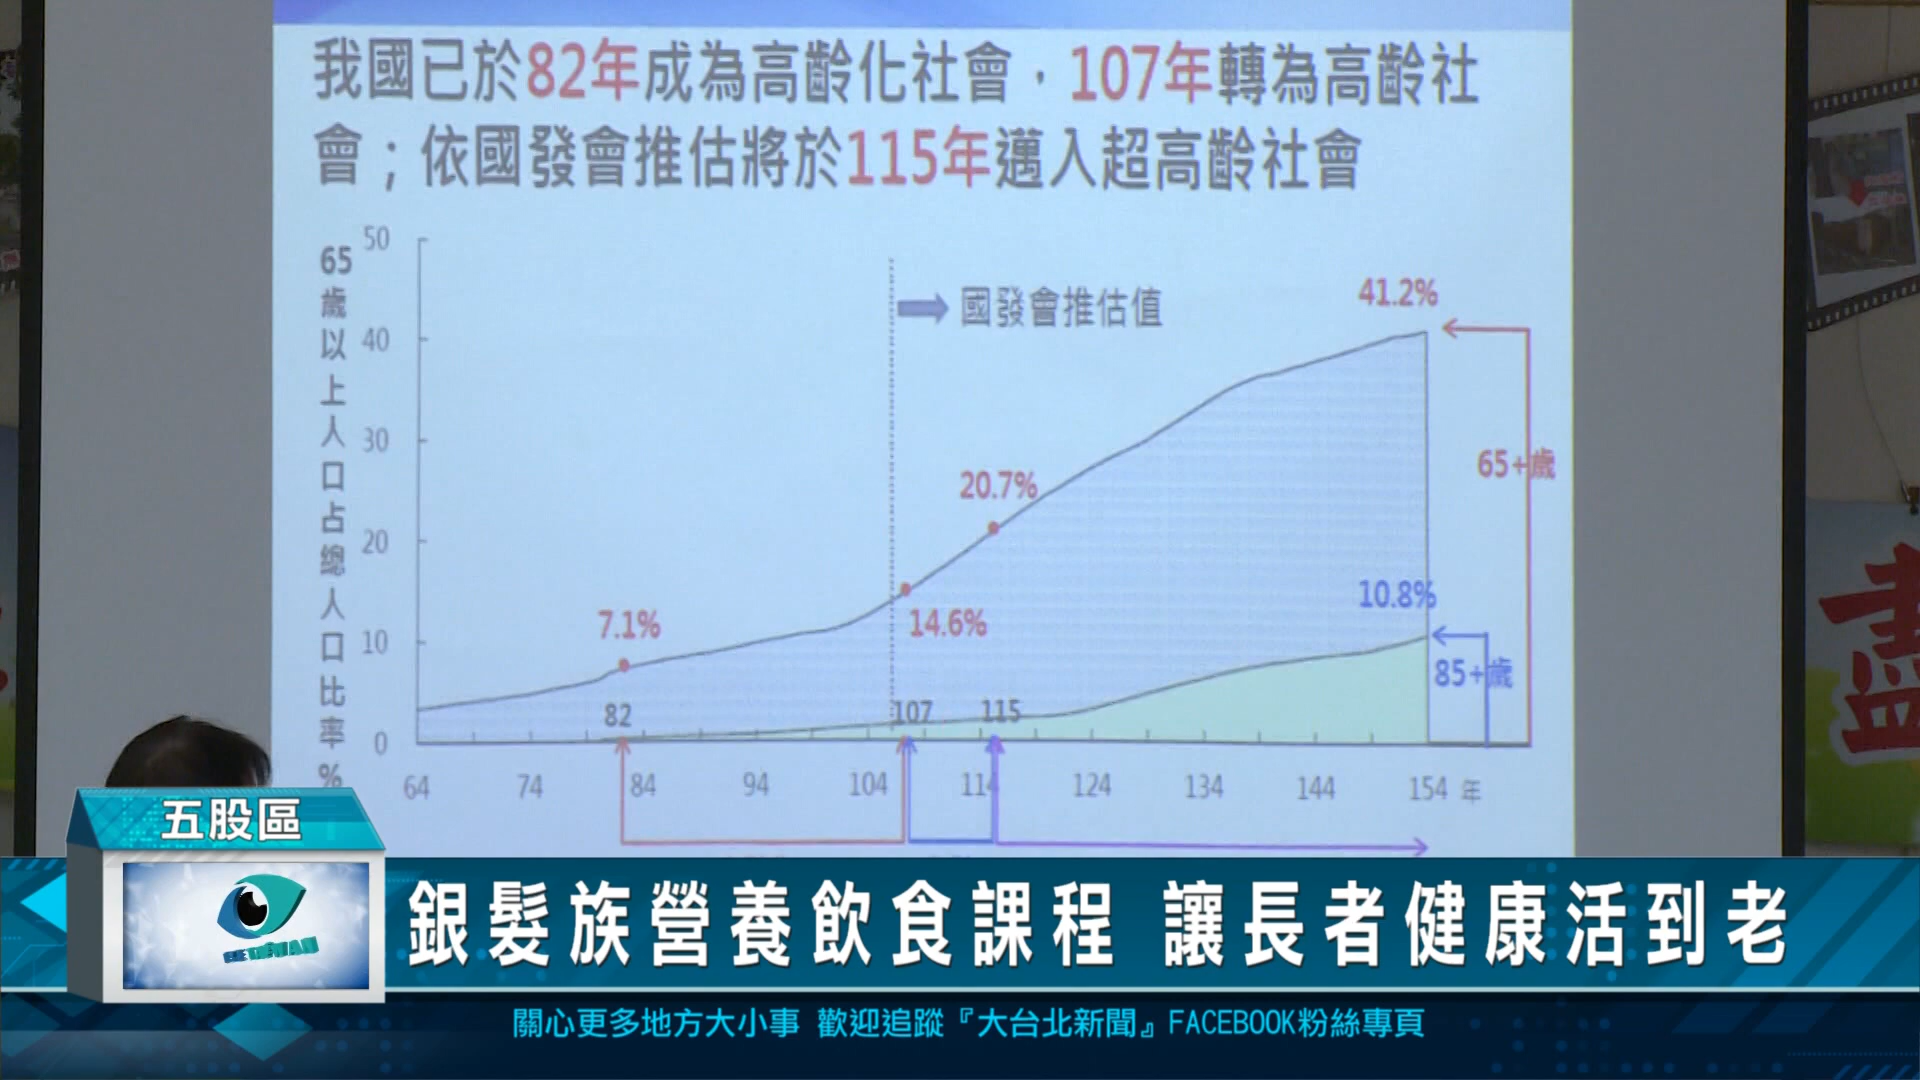 我國已於82年成為高齡化社會，107年轉為高齡社
會；依國發會推估將於115年邁入超高齡社會
65歲以上人口占總人口比率%
50
40
30
20
10
0
國發會推估值
41.2%
20.7%
14.6%
7.1%
10.8%
65+歲
85+歲
82
107
115
64 74 84 94 104 114 124 134 144 154 年
盡
五股區
銀髮族營養飲食課程 讓長者健康活到老
關心更多地方大小事 歡迎追蹤『大台北新聞』FACEBOOK粉絲專頁